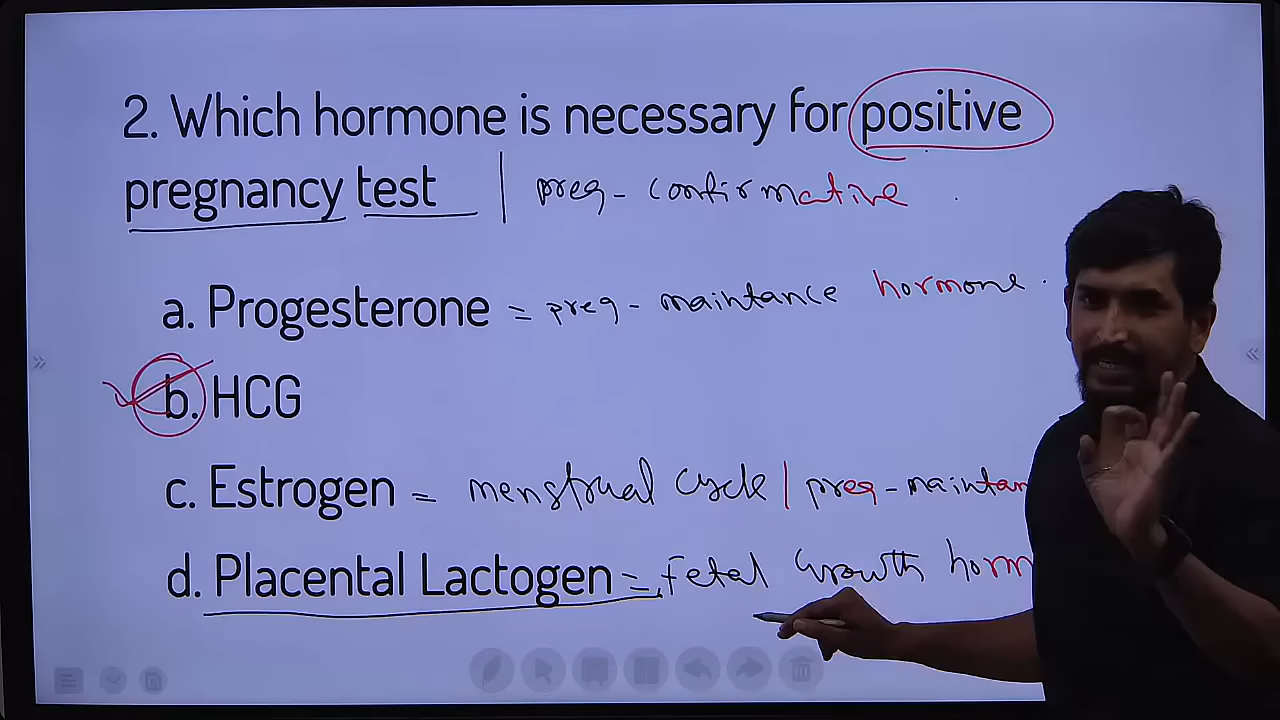 2. Which hormone is necessary for positive
pregnancy test | preg - confirmative
a. Progesterone = preg - maintance hormone.
b. HCG
c. Estrogen = menstrual cycle | preg - maintan
d. Placental Lactogen = Fetal Growth horm